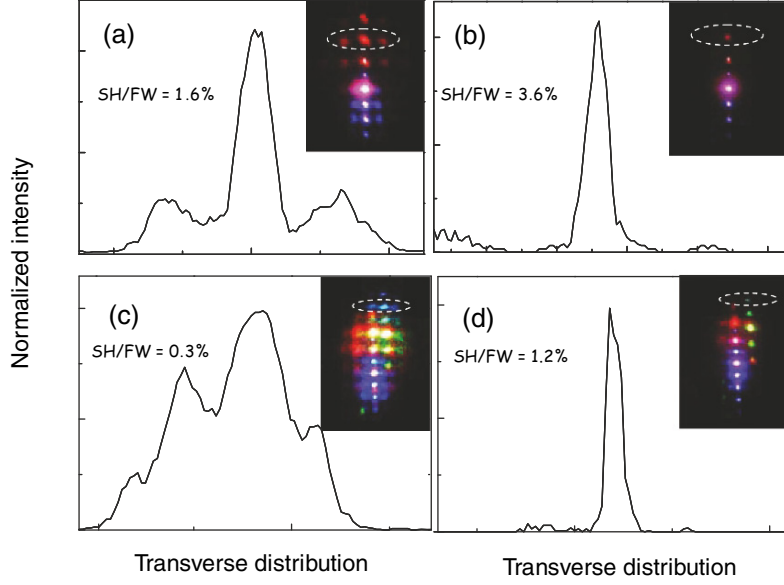 (a)
SH/FW = 1.6%
(b)
SH/FW = 3.6%
Normalized intensity
(c)
SH/FW = 0.3%
(d)
SH/FW = 1.2%
Transverse distribution
Transverse distribution